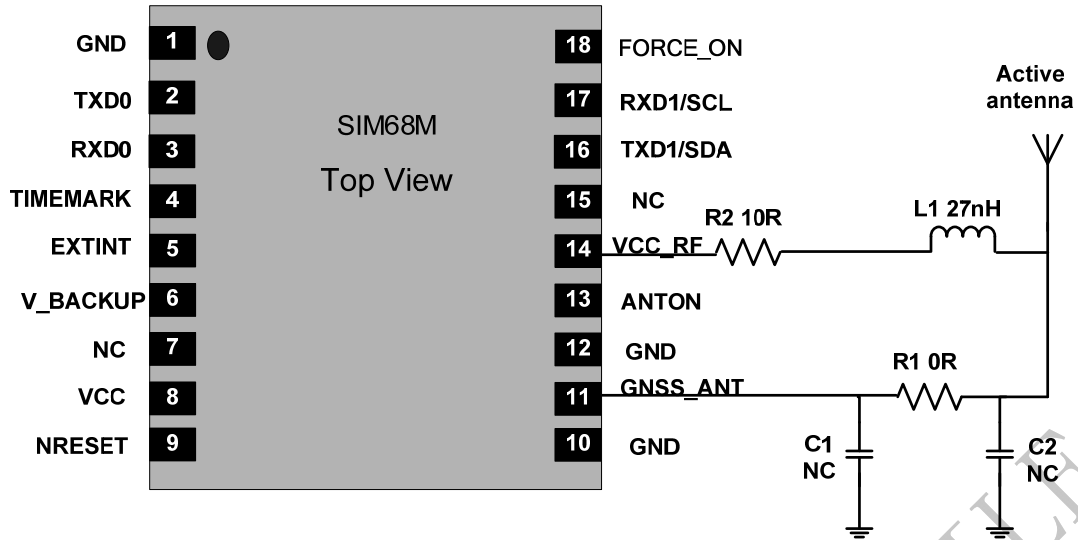 GND 1
TXD0 2
RXD0 3
TIMEMARK 4
EXTINT 5
V_BACKUP 6
NC 7
VCC 8
NRESET 9
SIM68M
Top View
18 FORCE_ON
17 RXD1/SCL
16 TXD1/SDA
15 NC
14 VCC_RF
13 ANTON
12 GND
11 GNSS_ANT
10 GND
R2 10R
L1 27nH
Active
antenna
R1 0R
C1
NC
C2
NC